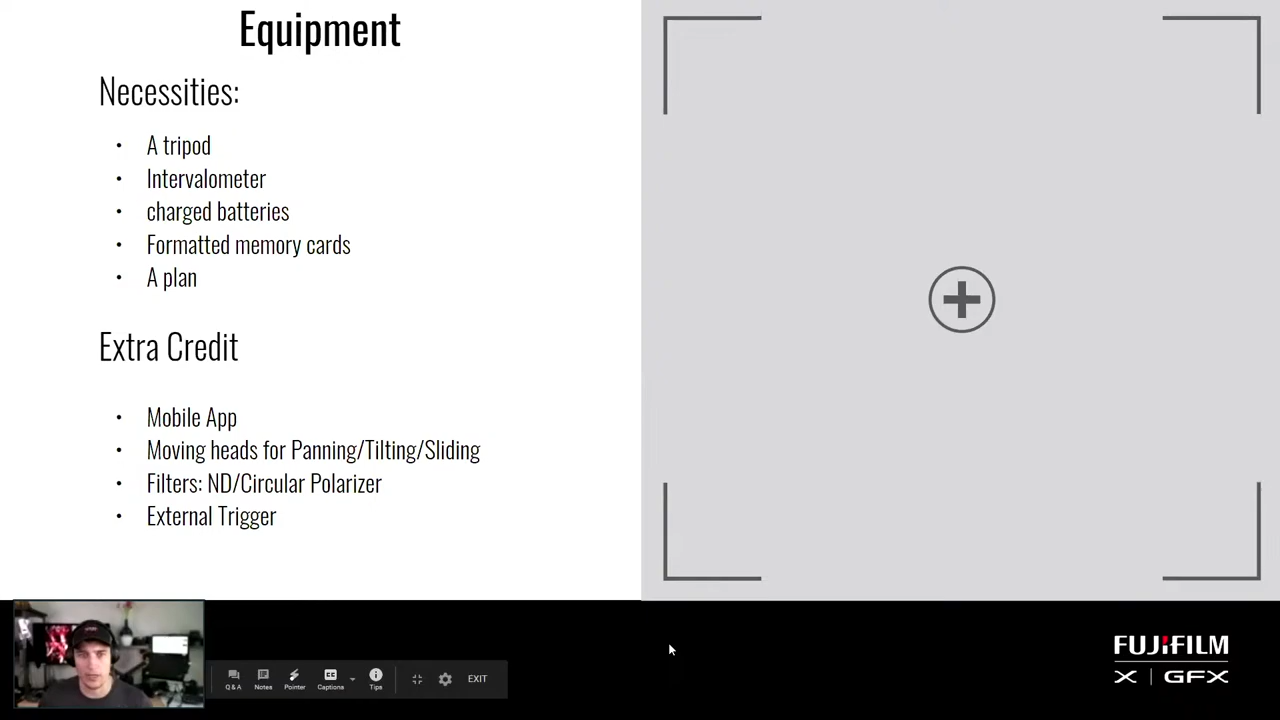 Equipment
Necessities:
• A tripod
• Intervalometer
• charged batteries
• Formatted memory cards
• A plan
Extra Credit
• Mobile App
• Moving heads for Panning/Tilting/Sliding
• Filters: ND/Circular Polarizer
• External Trigger
Q & A Notes Pointer Captions Tips EXIT
FUJIFILM
X | GFX